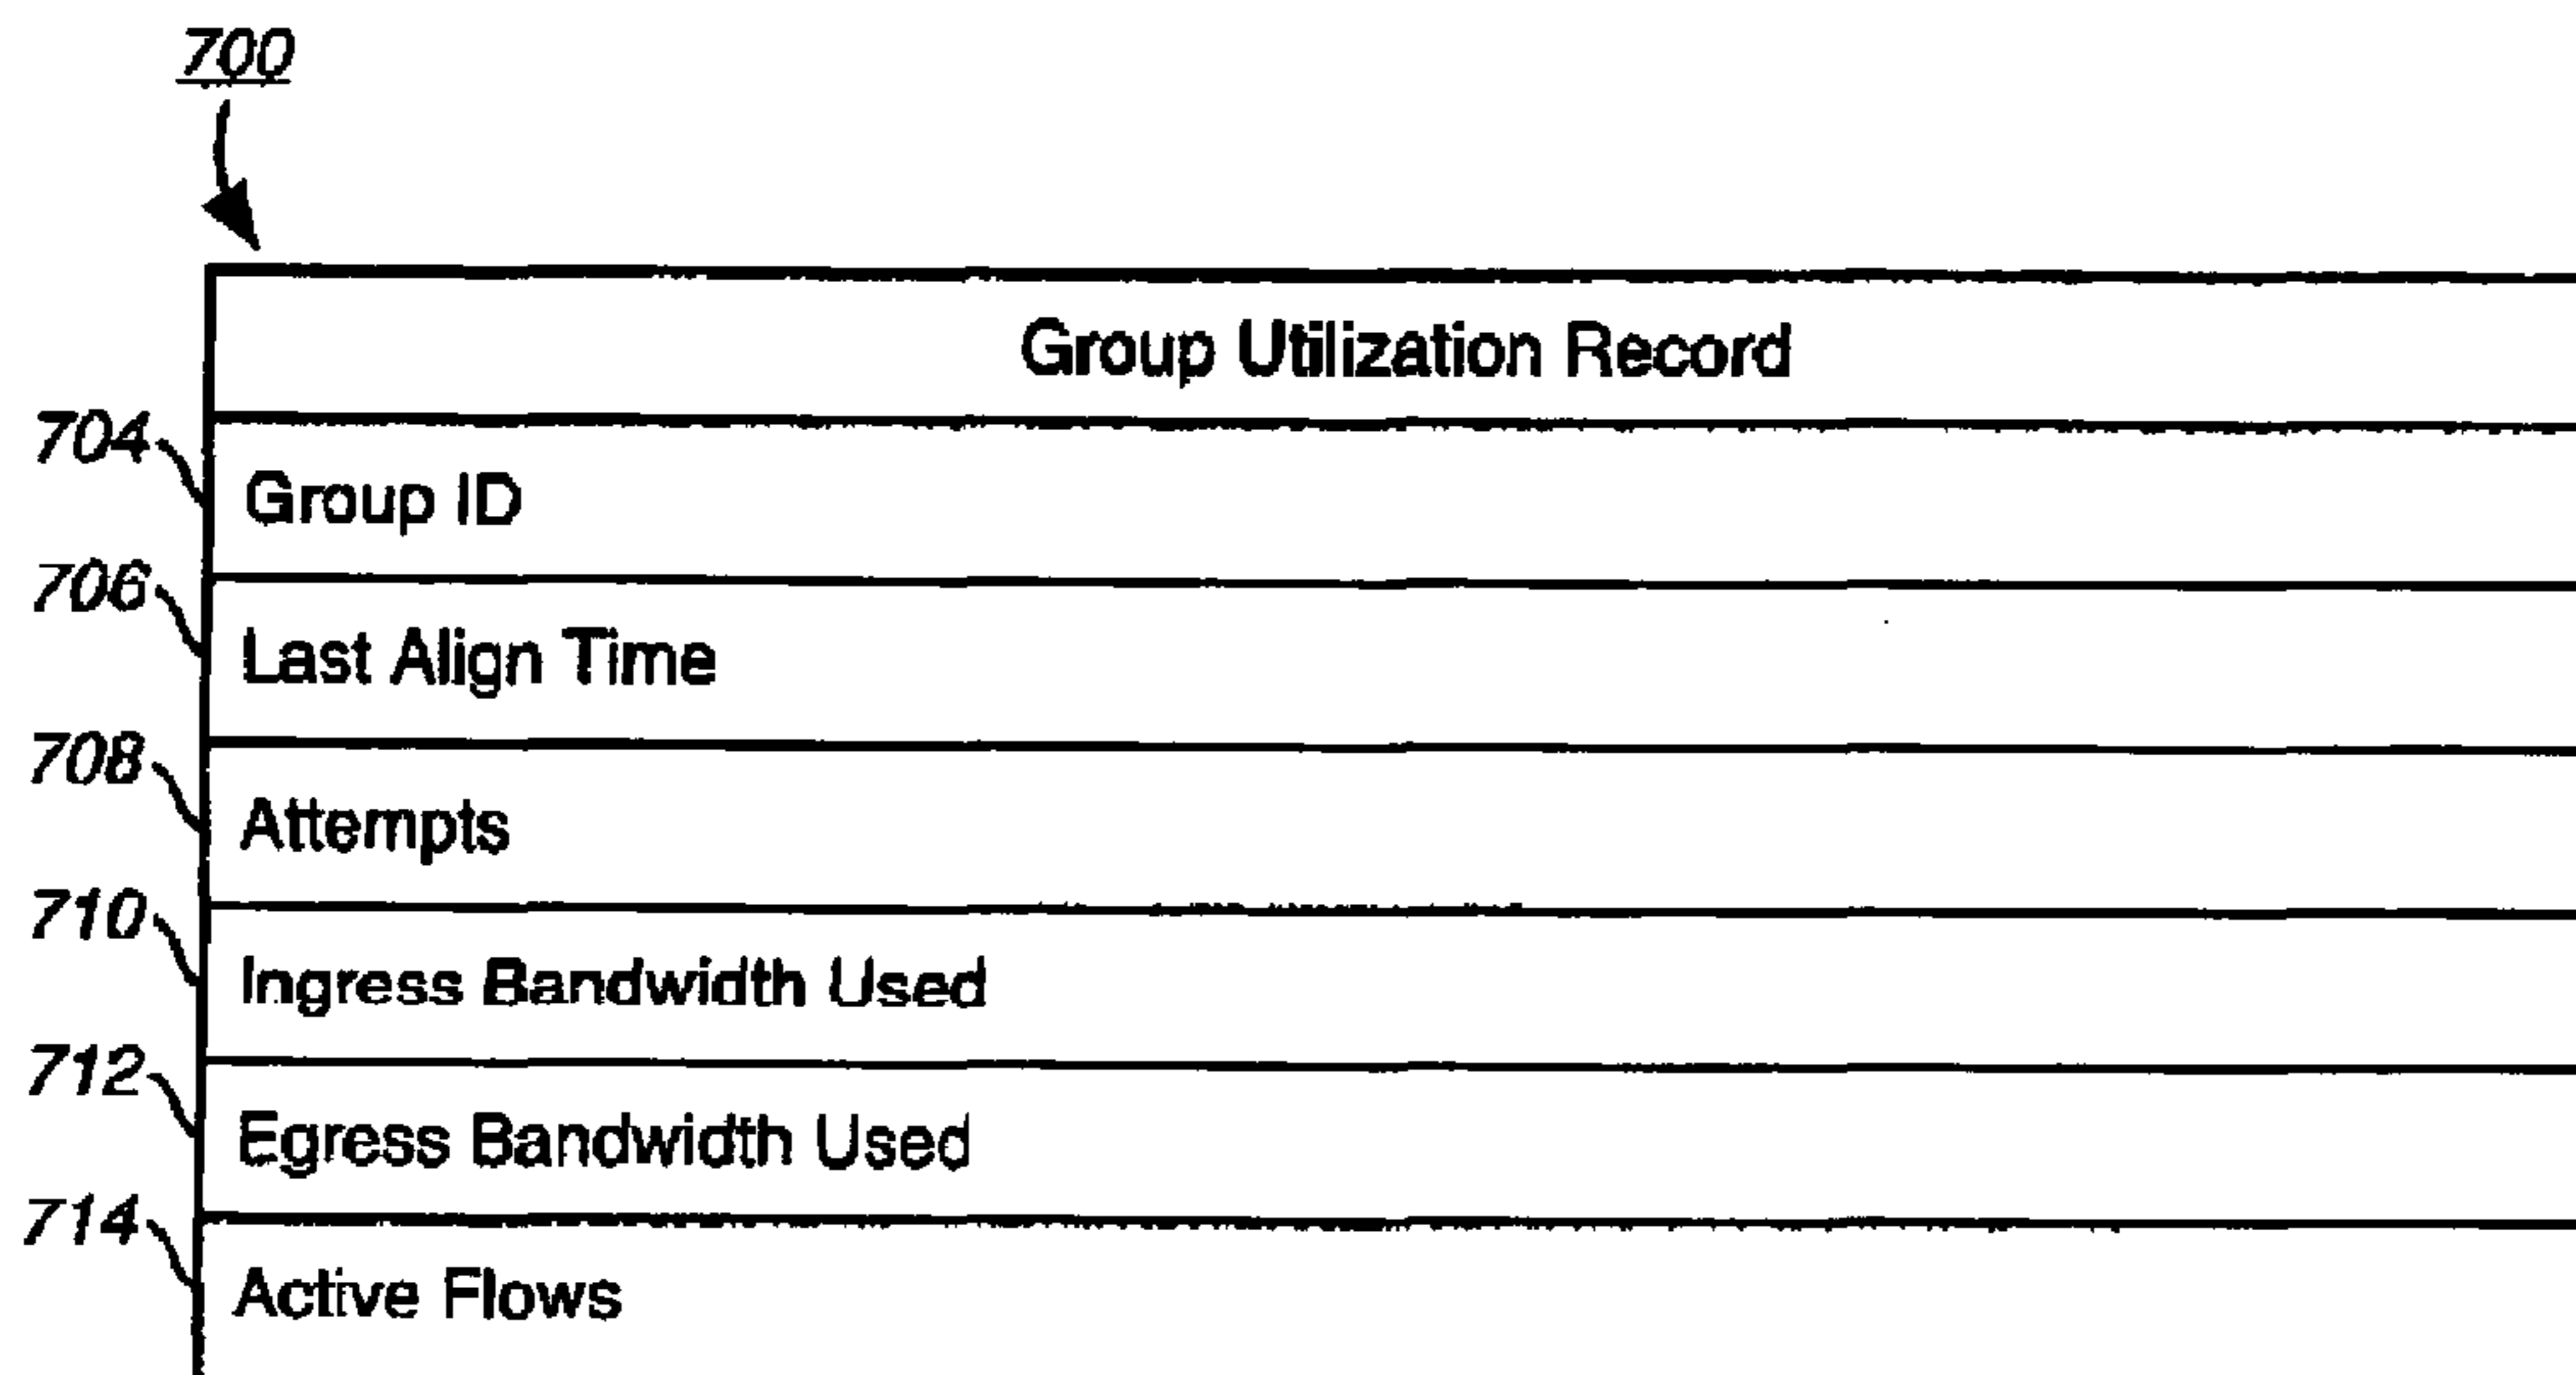 700
Group Utilization Record
704 Group ID
706 Last Align Time
708 Attempts
710 Ingress Bandwidth Used
712 Egress Bandwidth Used
714 Active Flows